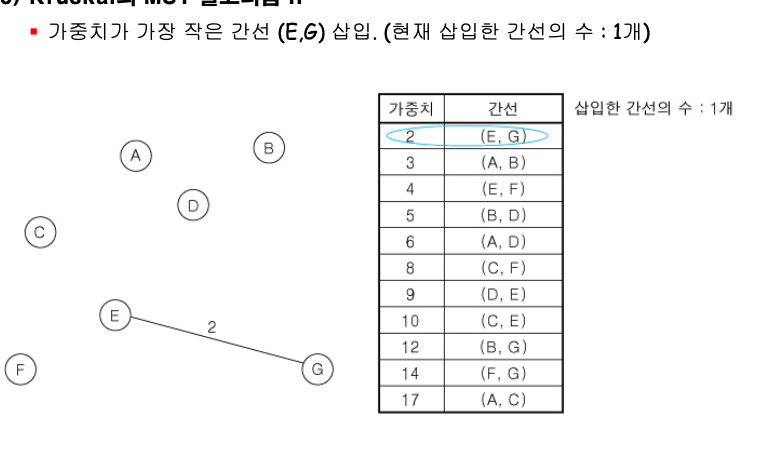 가중치가 가장 작은 간선 (E,G) 삽입. (현재 삽입한 간선의 수 : 1개)
가중치 간선 삽입한 간선의 수 : 1개
2 (E, G)
3 (A, B)
4 (E, F)
5 (B, D)
6 (A, D)
8 (C, F)
9 (D, E)
10 (C, E)
12 (B, G)
14 (F, G)
17 (A, C)
A
B
D
C
E
2
F
G